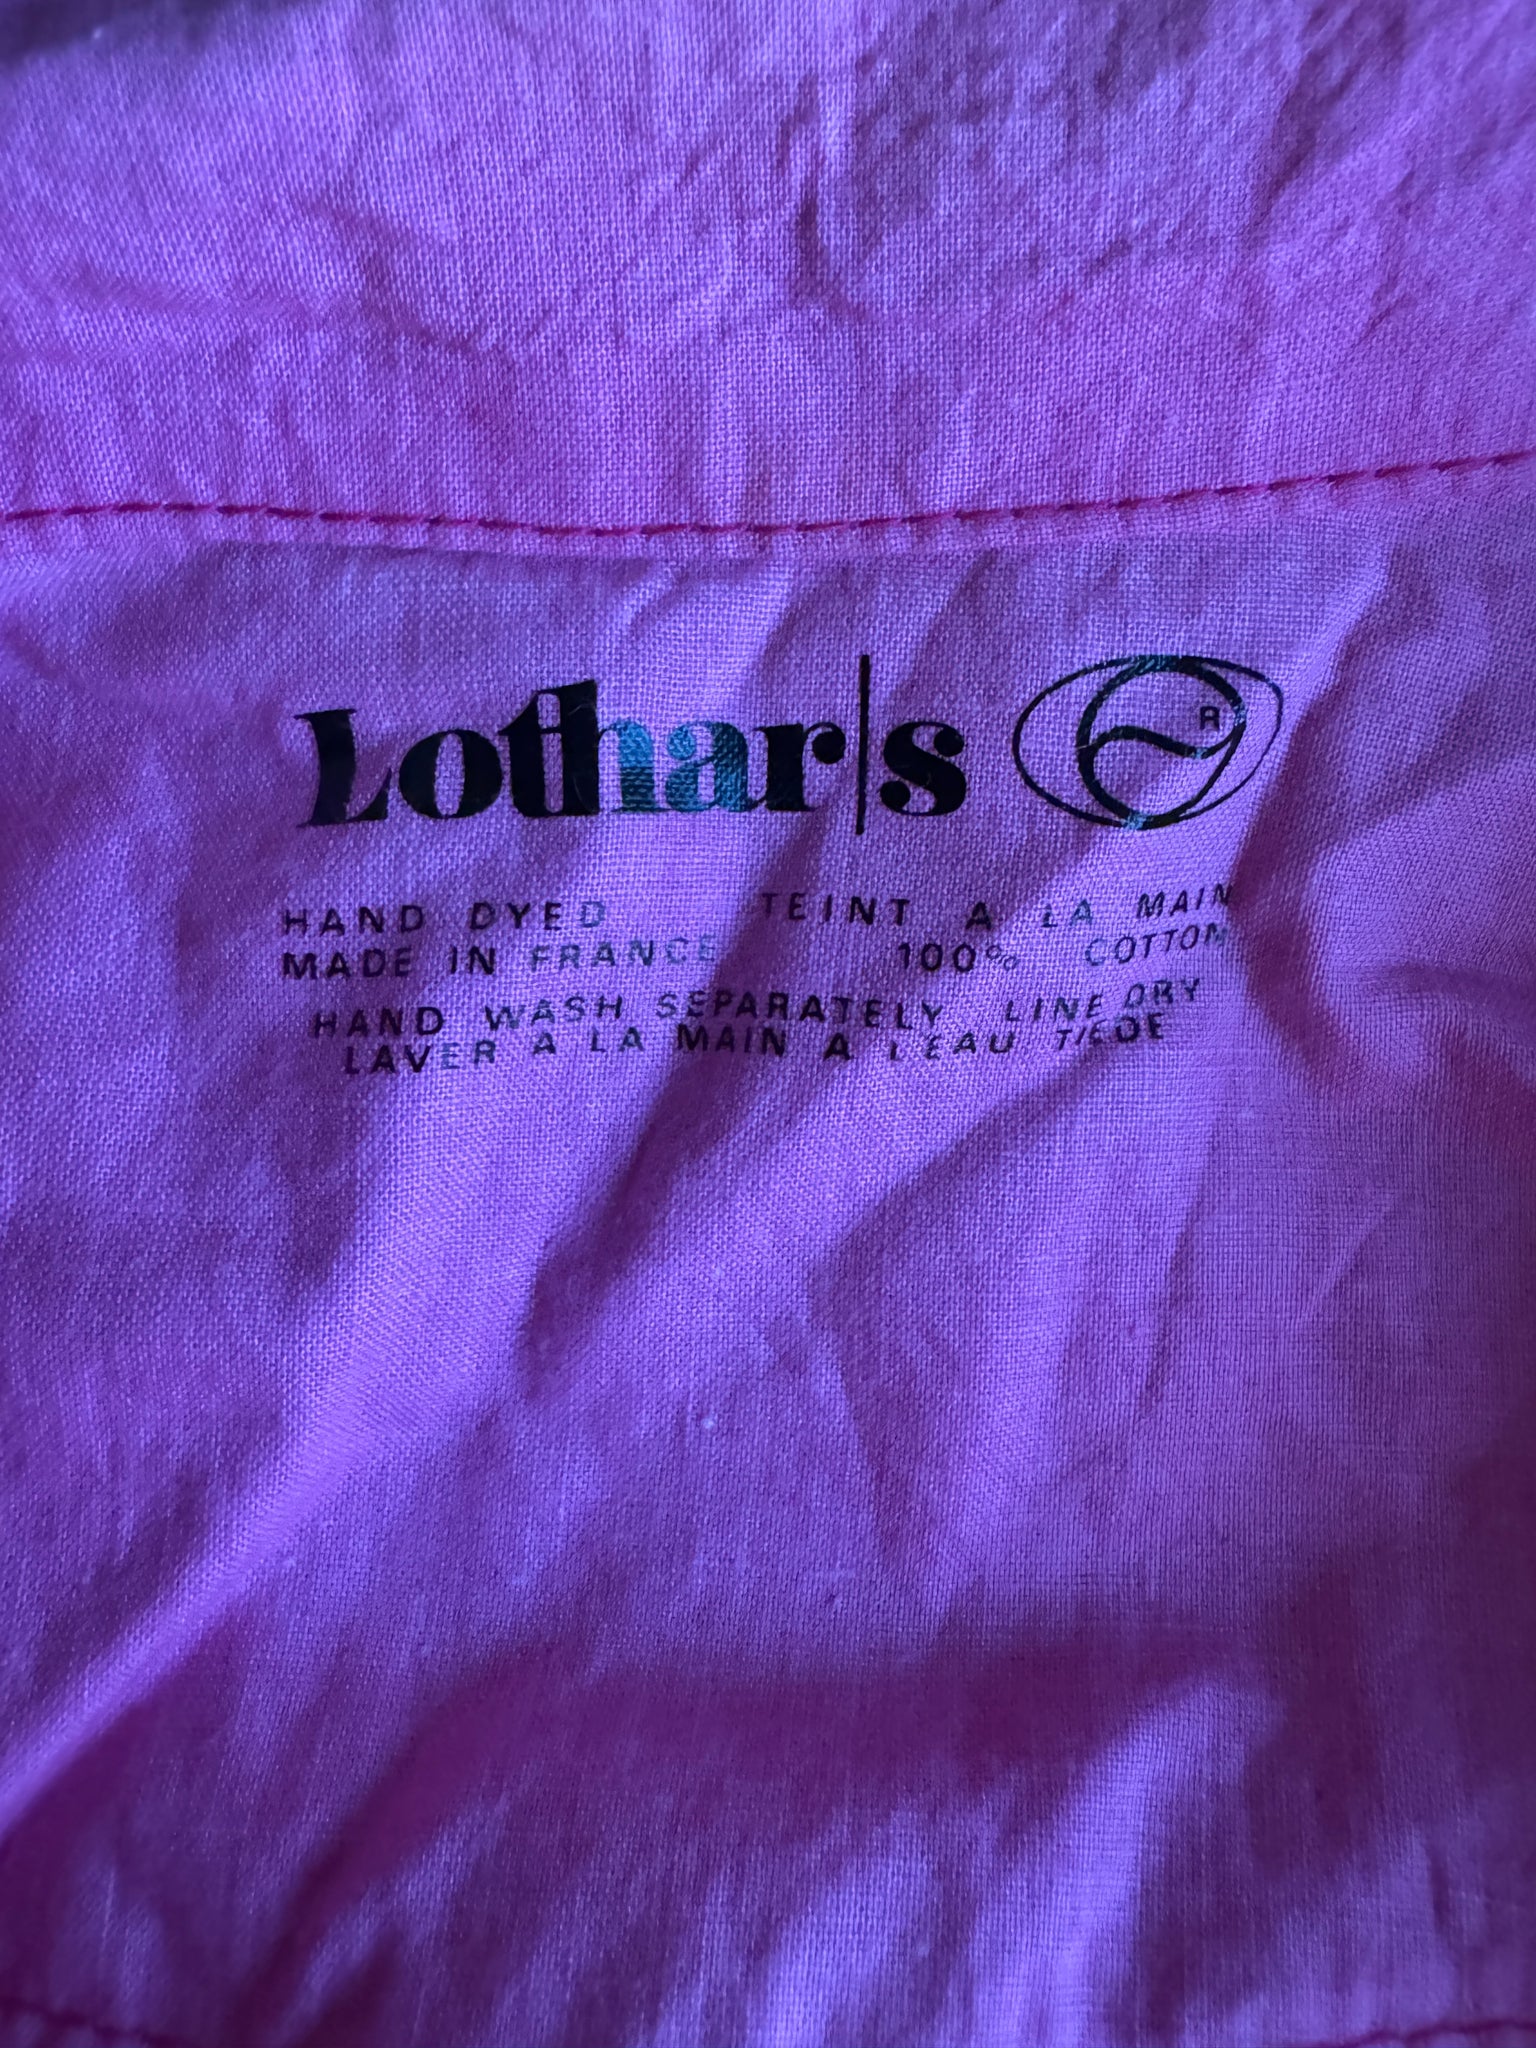 Lothar|s ®
HAND DYED TEINT A LA MAIN
MADE IN FRANCE 100% COTTON
HAND WASH SEPARATELY LINE DRY
LAVER A LA MAIN A L EAU TIEDE